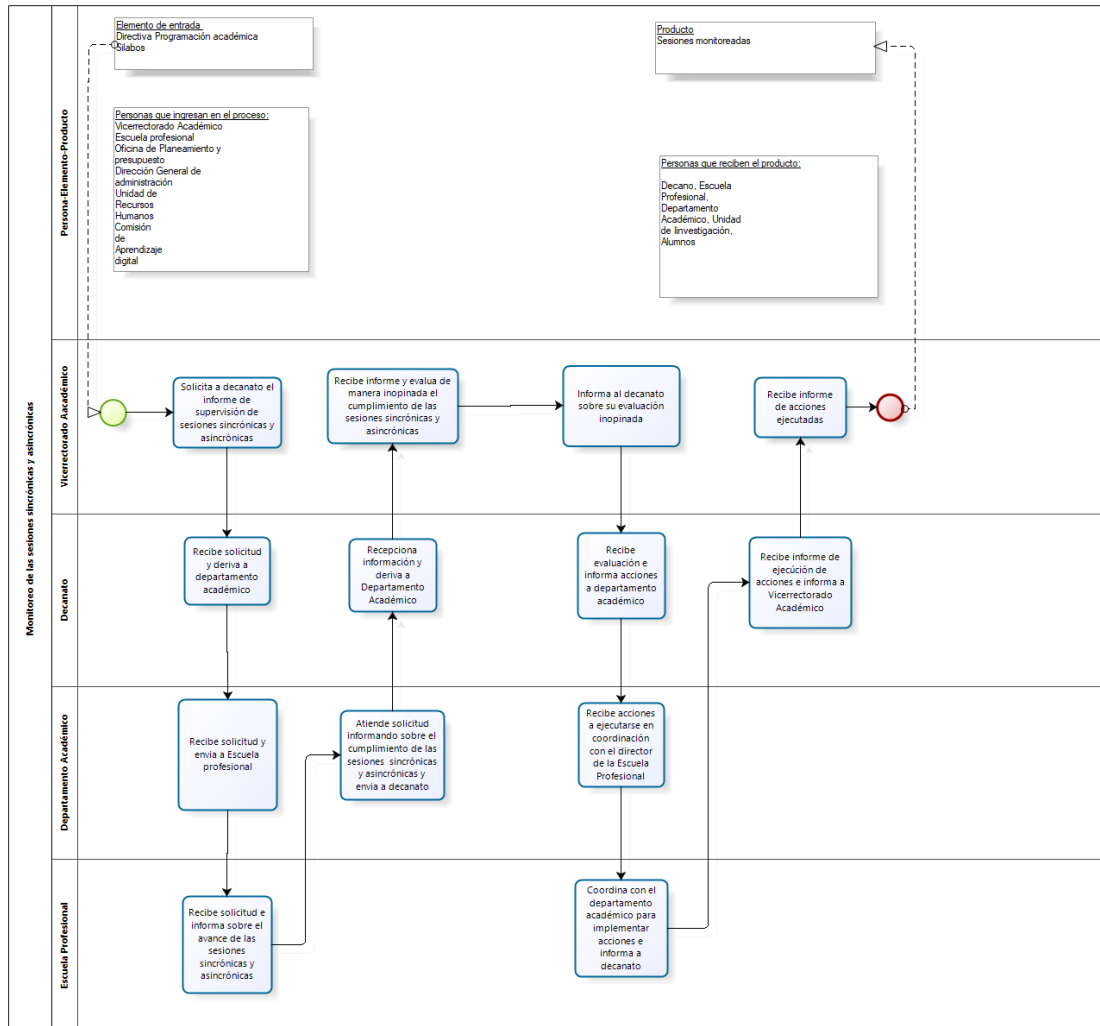 Monitoreo de las sesiones sincrónicas y asincrónicas
Persona-Elemento-Producto
Elemento de entrada
Directiva Programación académica
Silabos
Personas que ingresan en el proceso:
Vicerrectorado Académico
Escuela profesional
Oficina de Planeamiento y
presupuesto
Dirección General de
administración
Unidad de
Recursos
Humanos
Comisión
de
Aprendizaje
digital
Producto
Sesiones monitoreadas
Personas que reciben el producto:
Decano, Escuela
Profesional,
Departamento
Académico, Unidad
de Iinvestigación,
Alumnos
Vicerrectorado Aacadémico
Solicita a decanato el
informe de
supervisión de
sesiones sincrónicas y
asincrónicas
Recibe informe y evalua de
manera inopinada el
cumplimiento de las
sesiones sincrónicas y
asincrónicas
Informa al decanato
sobre su evaluación
inopinada
Recibe informe
de acciones
ejecutadas
Decanato
Recibe solicitud
y deriva a
departamento
académico
Recepciona
información y
deriva a
Departamento
Académico
Recibe
evaluación e
informa acciones
a departamento
académico
Recibe informe de
ejecúción de
acciones e informa a
Vicerrectorado
Académico
Departamento Académico
Recibe solicitud y
envia a Escuela
profesional
Atiende solicitud
informando sobre el
cumplimiento de las
sesiones sincrónicas
y asincrónicas y
envia a decanato
Recibe acciones
a ejecutarse en
coordinación
con el director
de la Escuela
Profesional
Escuela Profesional
Recibe solicitud e
informa sobre el
avance de las
sesiones
sincrónicas y
asincrónicas
Coordina con el
departamento
académico para
implementar
acciones e
informa a
decanato